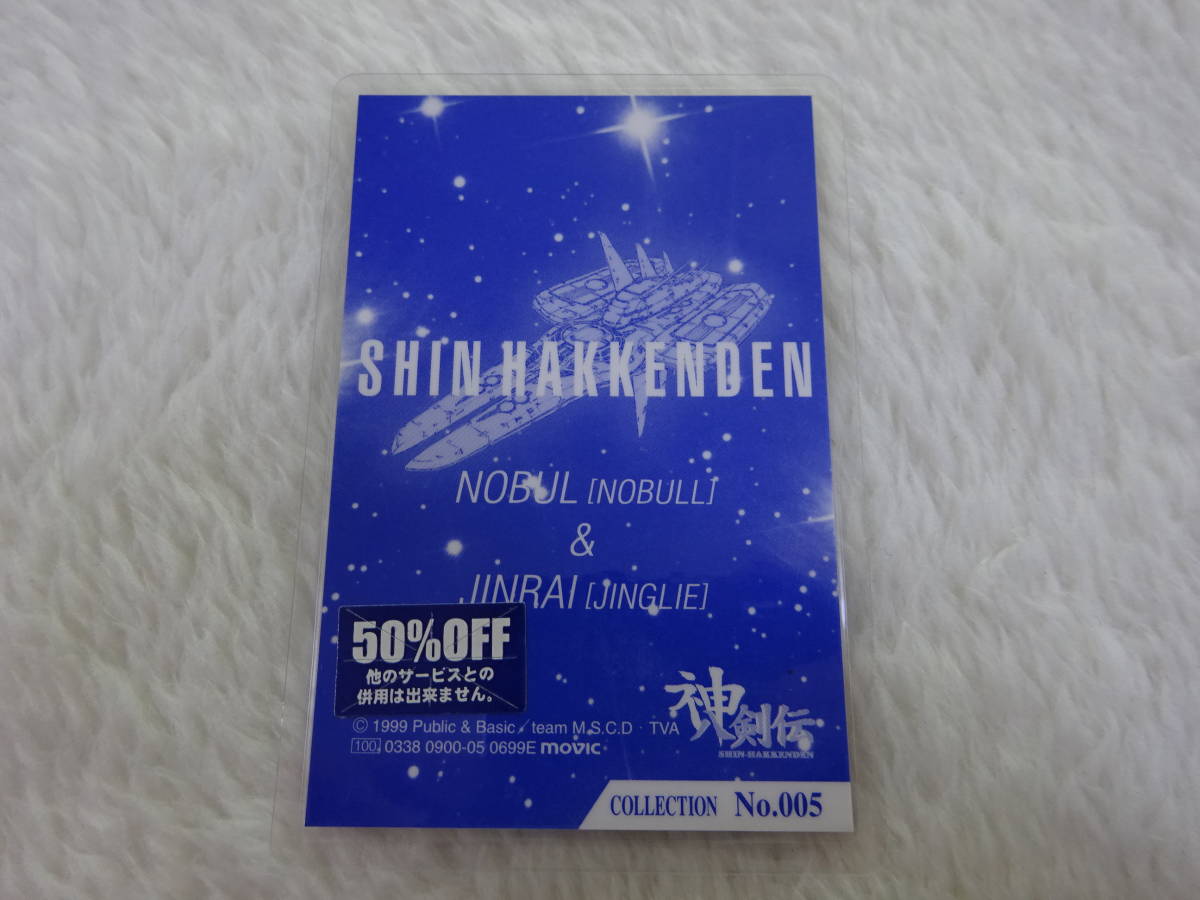 SHIN HAKKENDEN
NOBUL [NOBULL]
&
JINRAI [JINGLIE]
50%OFF
他のサービスとの
併用は出来ません。
神八剣伝
SHIN-HAKKENDEN
© 1999 Public & Basic / team M.S.C.D · TVA
100 0338 0900-05 0699E movic
COLLECTION No.005